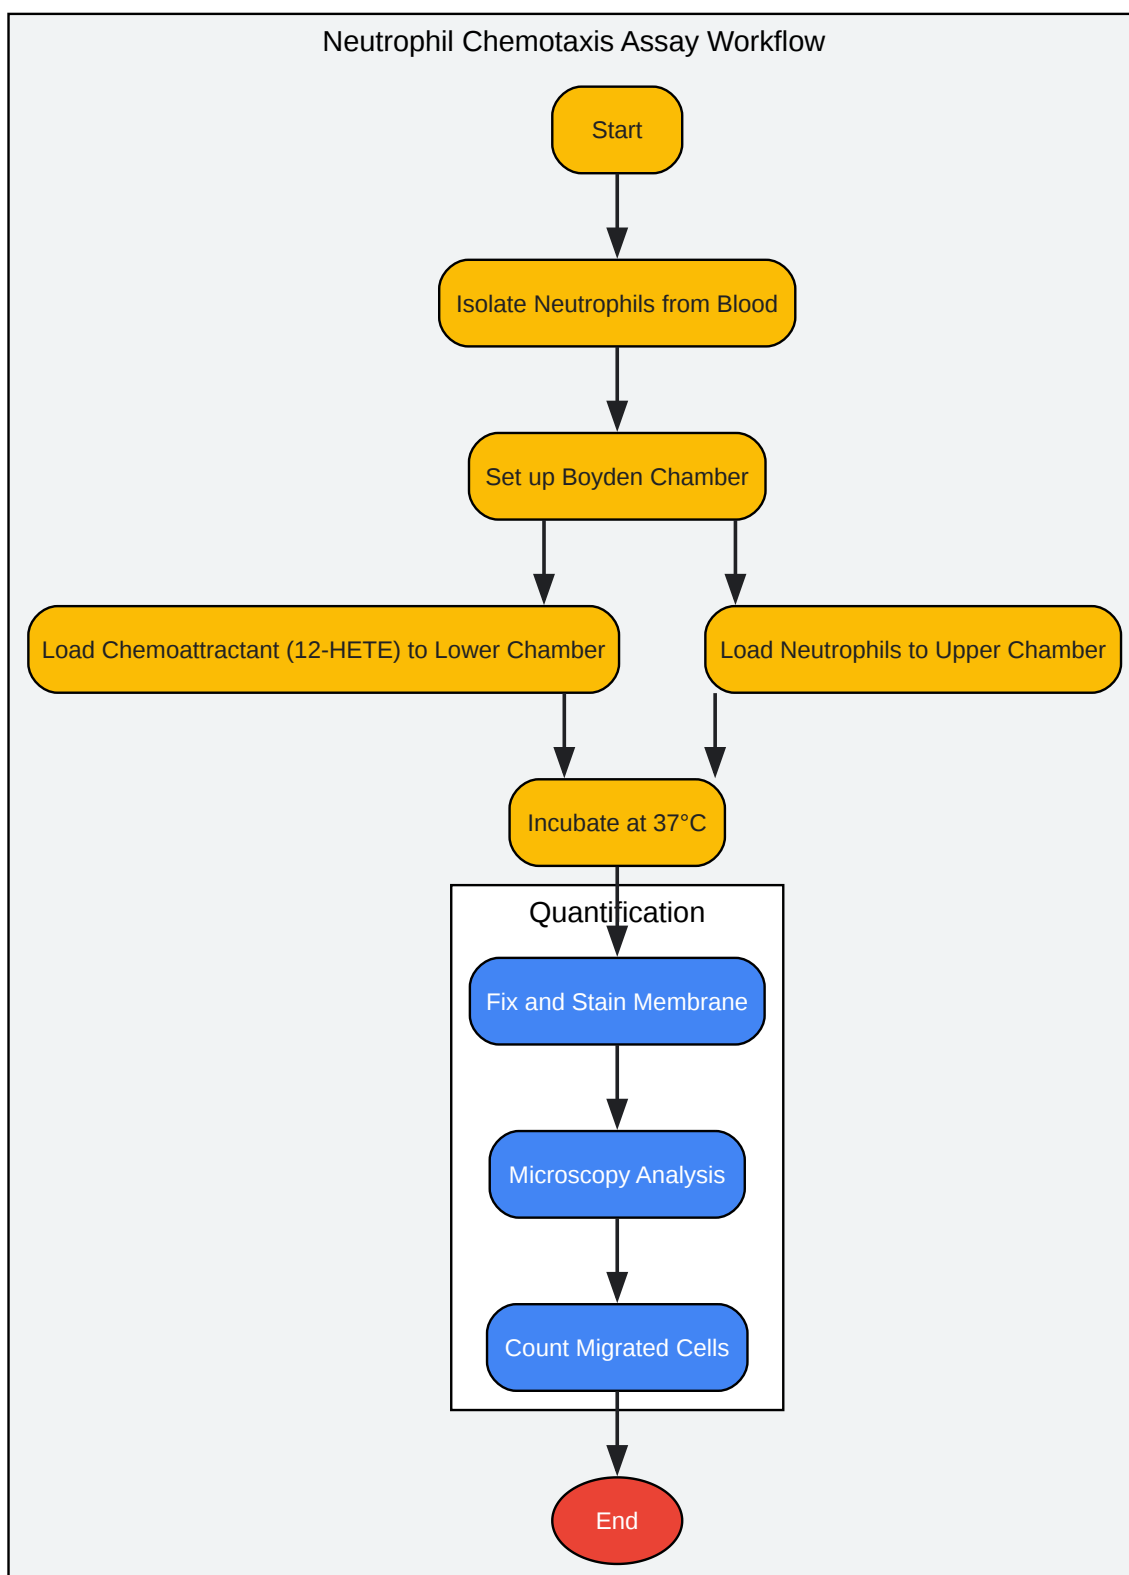 Neutrophil Chemotaxis Assay Workflow
Start
Isolate Neutrophils from Blood
Set up Boyden Chamber
Load Chemoattractant (12-HETE) to Lower Chamber
Load Neutrophils to Upper Chamber
Incubate at 37°C
Quantification
Fix and Stain Membrane
Microscopy Analysis
Count Migrated Cells
End